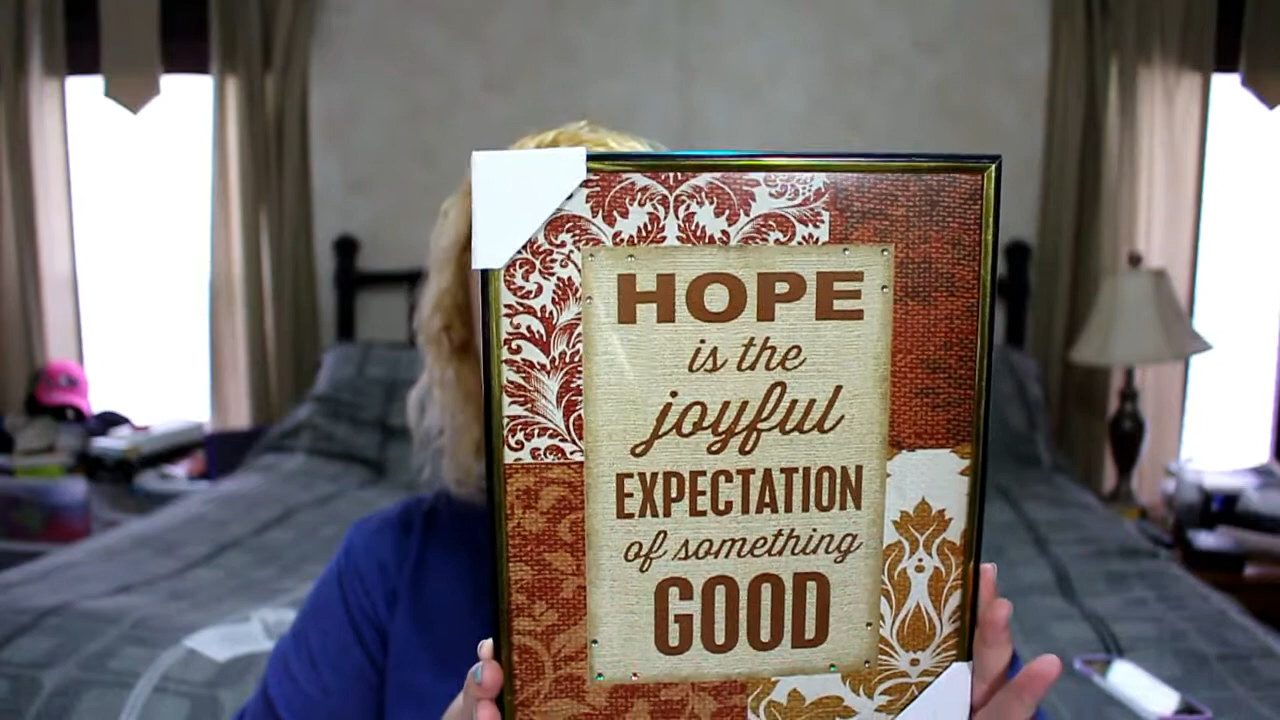 HOPE
is the
joyful
EXPECTATION
of something
GOOD